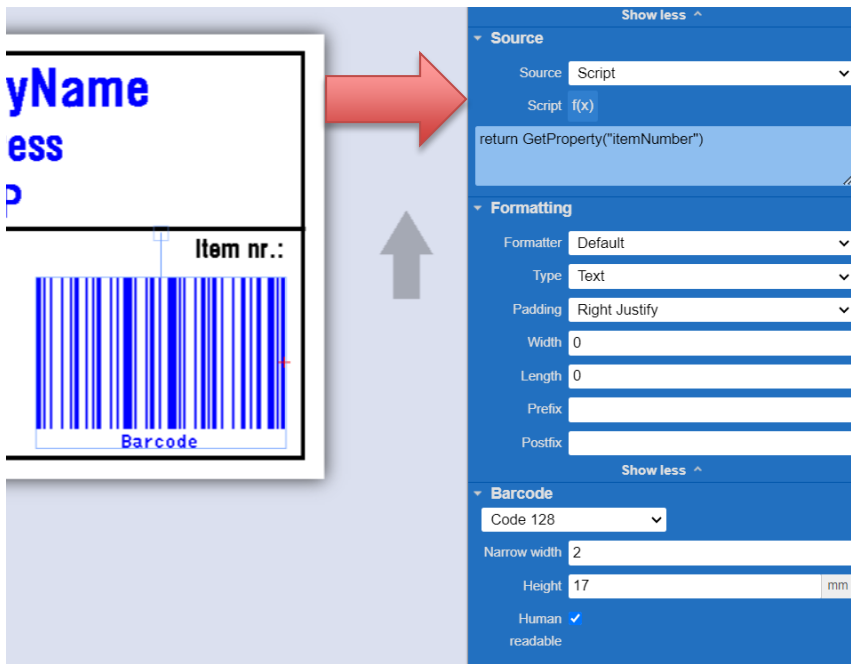 yName
ess
P
Item nr.:
Barcode
Show less
Source
Source Script
Script f(x)
return GetProperty("itemNumber")
Formatting
Formatter Default
Type Text
Padding Right Justify
Width 0
Length 0
Prefix
Postfix
Show less
Barcode
Code 128
Narrow width 2
Height 17 mm
Human
readable